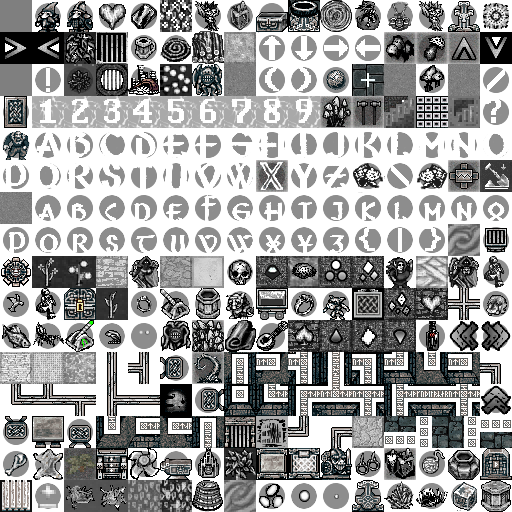 > < ↑ ↓ → ←
! ( ) + /
1 2 3 4 5 6 7 8 9 ?
A B C D E F G H I J K L M N O
P Q R S T U V W X Y Z \
A B C D E F G H I J K L M N O
P Q R S T U V W X Y Z { | }